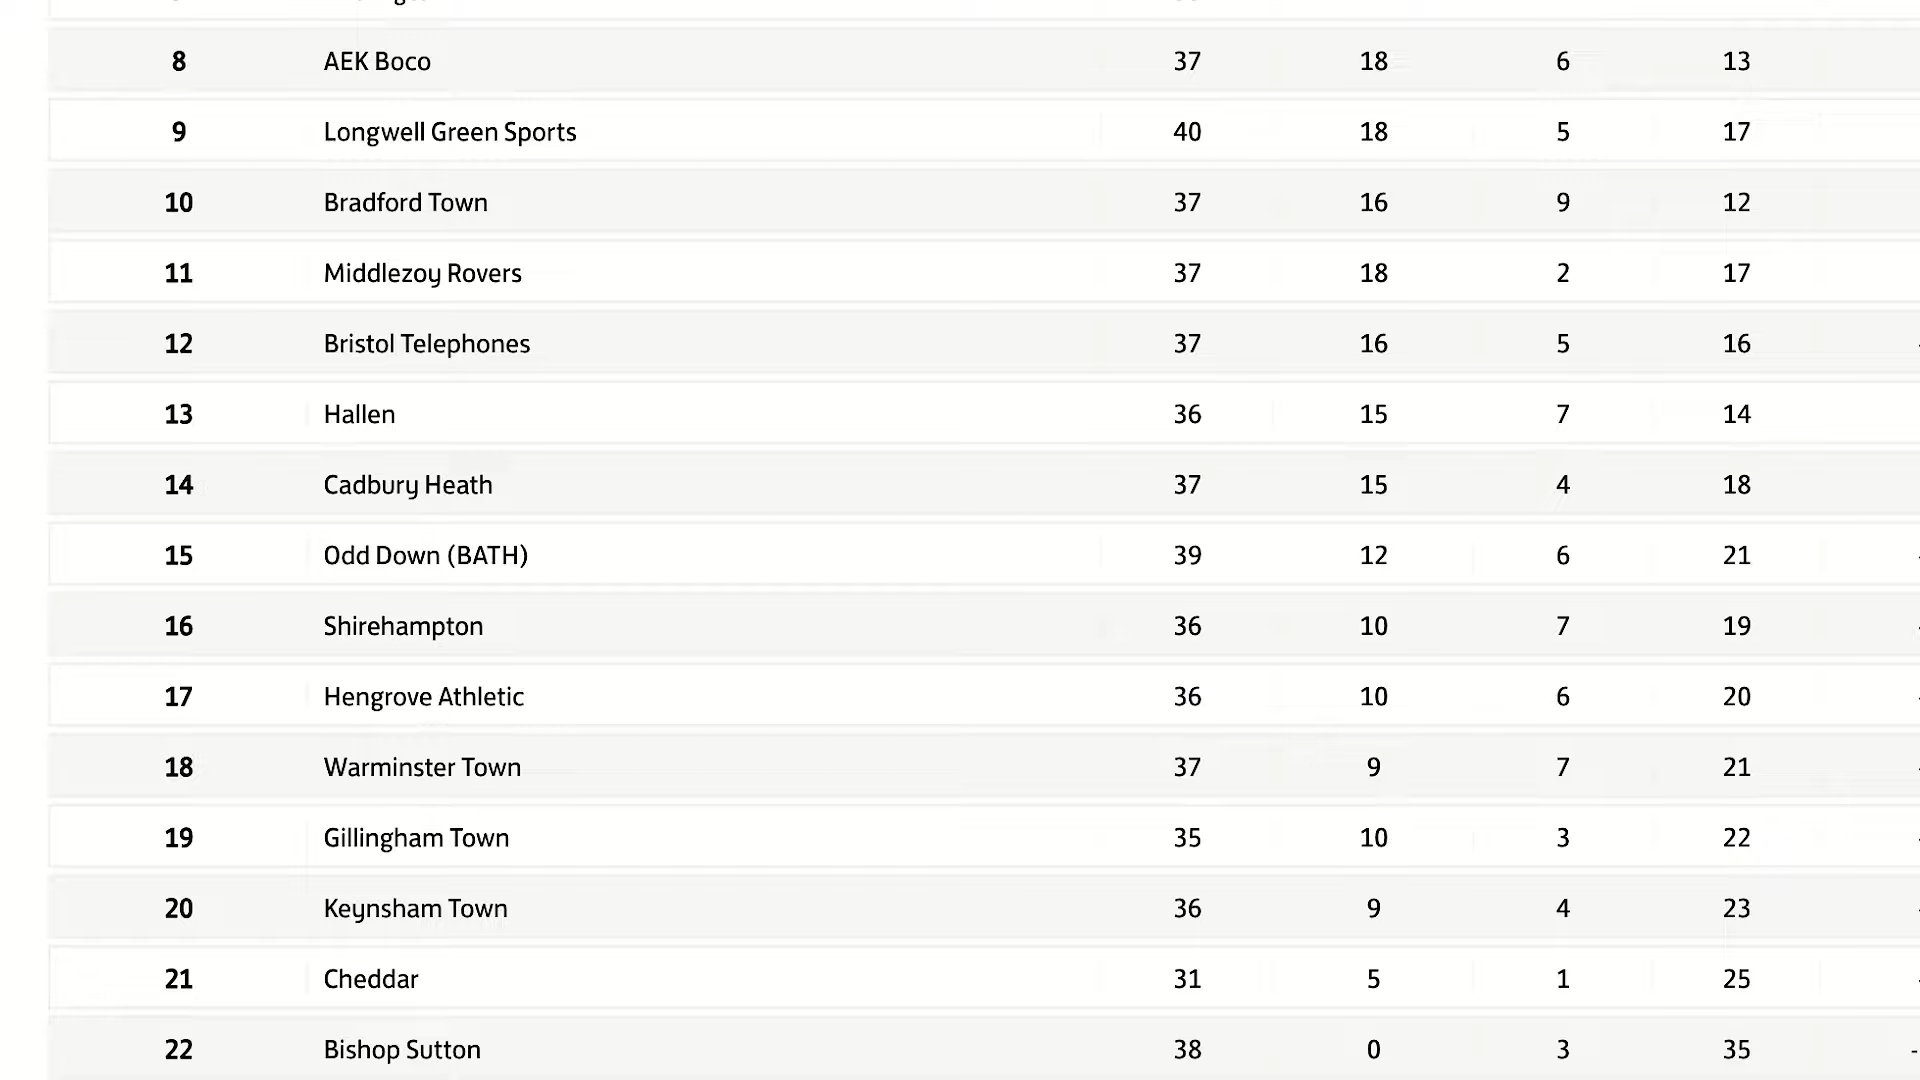 8 AEK Boco 37 18 6 13
9 Longwell Green Sports 40 18 5 17
10 Bradford Town 37 16 9 12
11 Middlezoy Rovers 37 18 2 17
12 Bristol Telephones 37 16 5 16
13 Hallen 36 15 7 14
14 Cadbury Heath 37 15 4 18
15 Odd Down (BATH) 39 12 6 21
16 Shirehampton 36 10 7 19
17 Hengrove Athletic 36 10 6 20
18 Warminster Town 37 9 7 21
19 Gillingham Town 35 10 3 22
20 Keynsham Town 36 9 4 23
21 Cheddar 31 5 1 25
22 Bishop Sutton 38 0 3 35